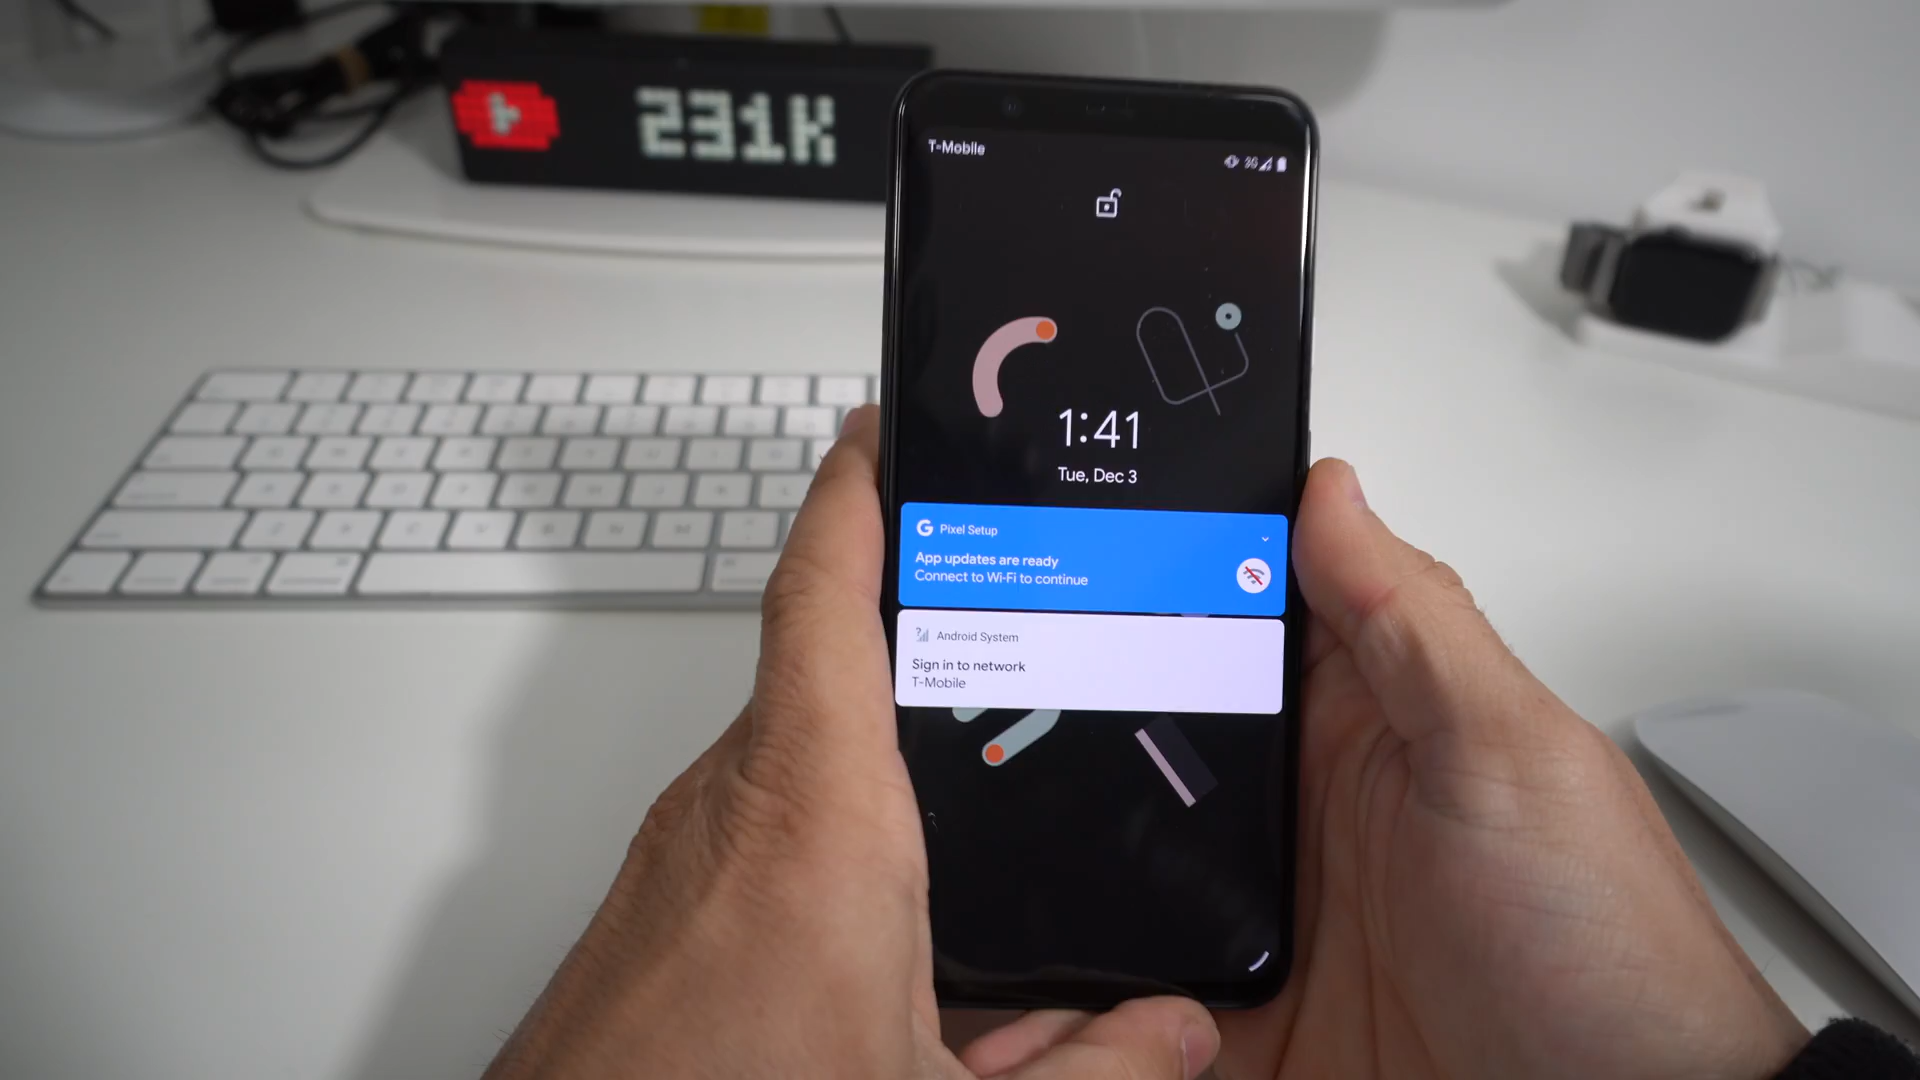 231K
T-Mobile
3G
1:41
Tue, Dec 3
G Pixel Setup
App updates are ready
Connect to Wi-Fi to continue
? Android System
Sign in to network
T-Mobile